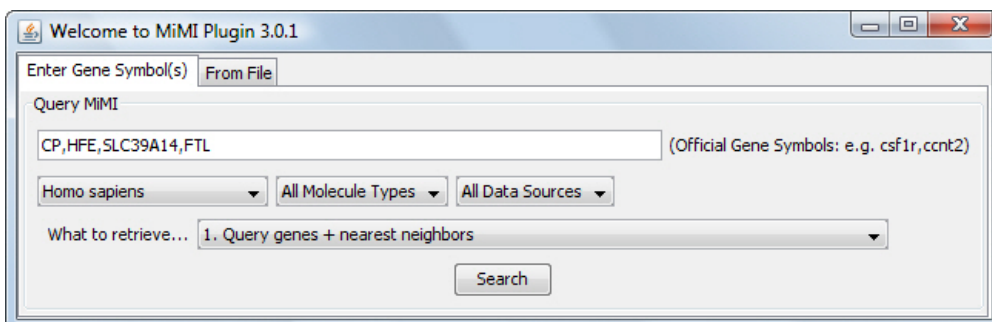 Welcome to MiMI Plugin 3.0.1
Enter Gene Symbol(s) From File
Query MiMI
CP,HFE,SLC39A14,FTL (Official Gene Symbols: e.g. csf1r,ccnt2)
Homo sapiens All Molecule Types All Data Sources
What to retrieve... 1. Query genes + nearest neighbors
Search